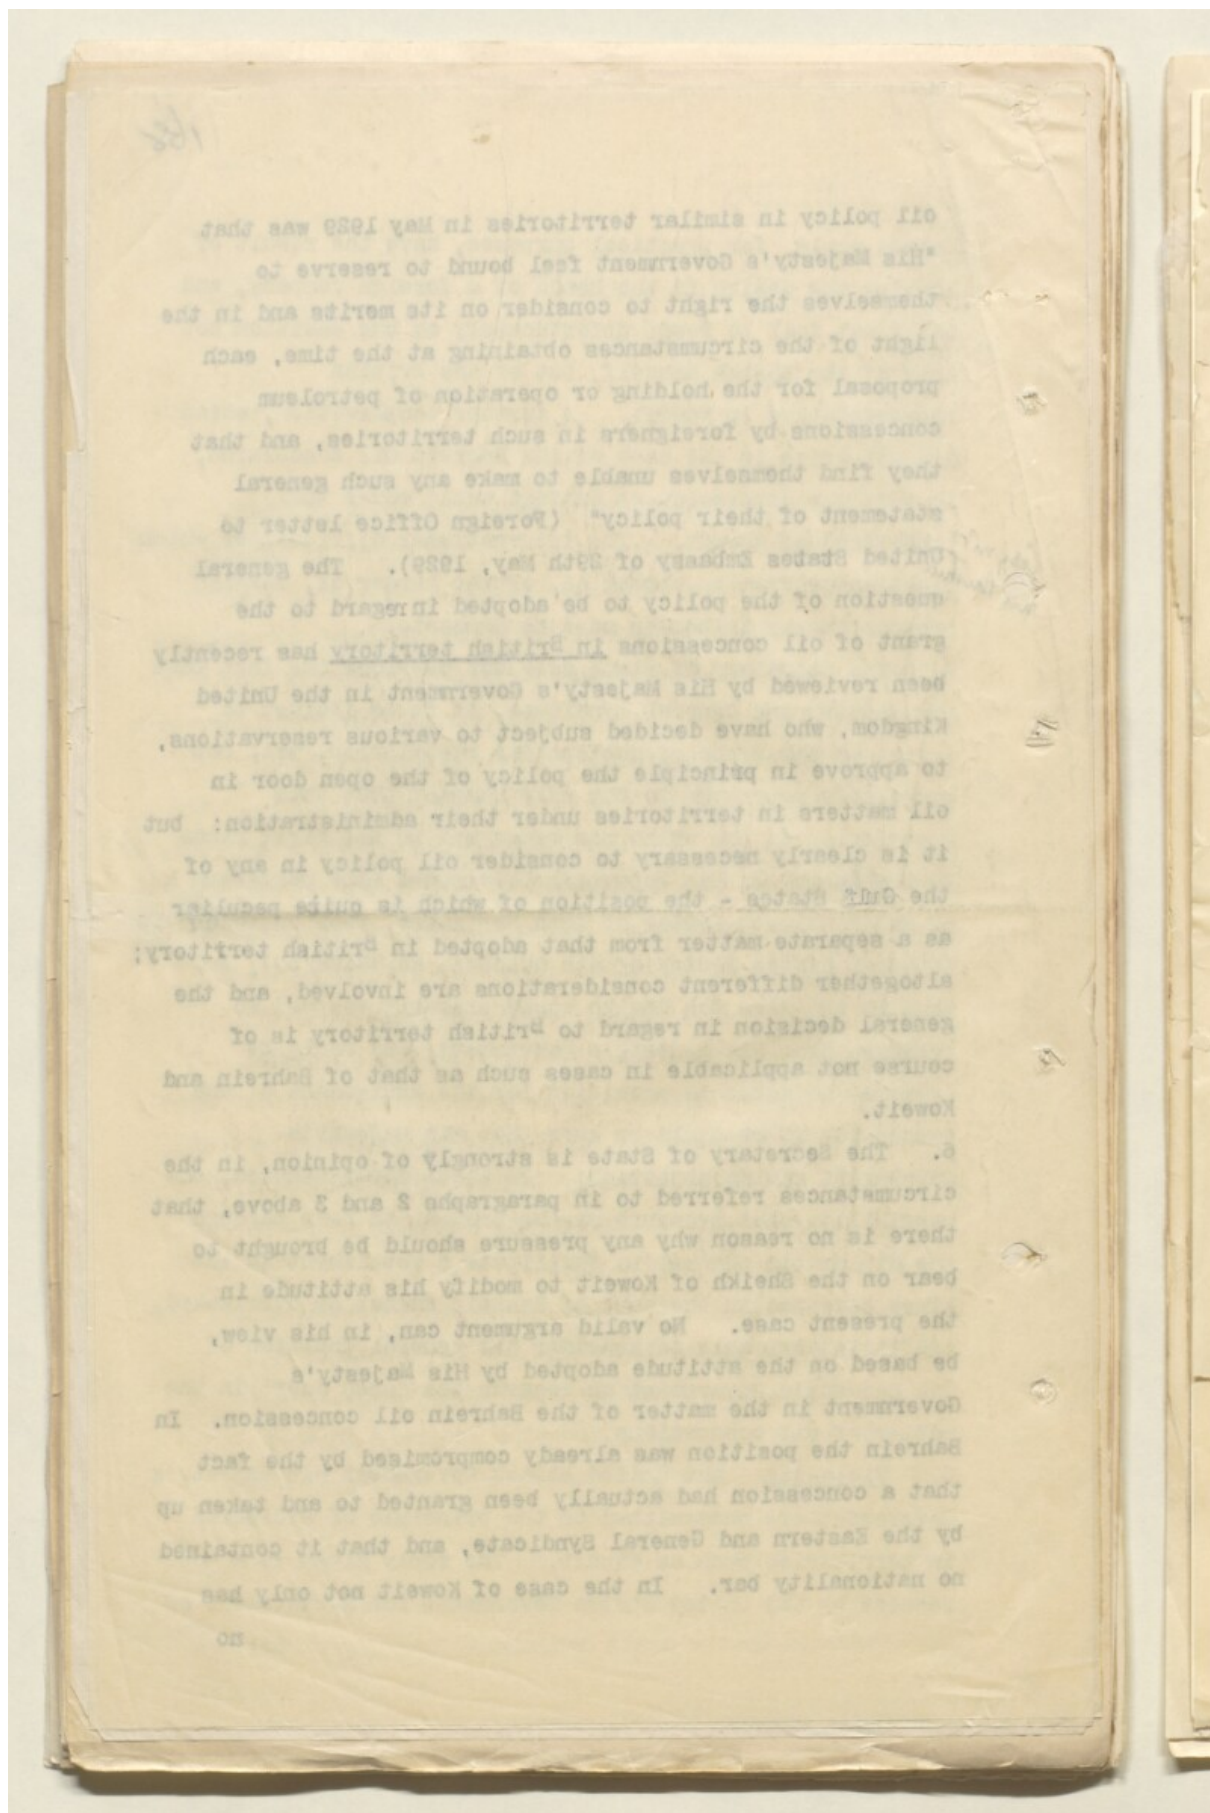 168
oil policy in similar territories in May 1929 was that
"His Majesty's Government feel bound to reserve to
themselves the right to consider on its merits and in the
light of the circumstances obtaining at the time, each
proposal for the holding or operation of petroleum
concessions by foreigners in such territories, and that
they find themselves unable to make any such general
statement of their policy" (Foreign Office letter to
United States Embassy of 29th May, 1929). The general
question of the policy to be adopted inregard to the
grant of oil concessions in British territory has recently
been reviewed by His Majesty's Government in the United
Kingdom, who have decided subject to various reservations,
to approve in principle the policy of the open door in
oil matters in territories under their administration: but
it is clearly necessary to consider oil policy in any of
the Gulf States - the position of which is quite peculiar
as a separate matter from that adopted in British territory;
altogether different considerations are involved, and the
general decision in regard to British territory is of
course not applicable in cases such as that of Bahrein and
Koweit.
6. The Secretary of State is strongly of opinion, in the
circumstances referred to in paragraphs 2 and 3 above, that
there is no reason why any pressure should be brought to
bear on the Sheikh of Koweit to modify his attitude in
the present case. No valid argument can, in his view,
be based on the attitude adopted by His Majesty's
Government in the matter of the Bahrein oil concession. In
Bahrein the position was already compromised by the fact
that a concession had actually been granted to and taken up
by the Eastern and General Syndicate, and that it contained
no nationality bar. In the case of Koweit not only has
no